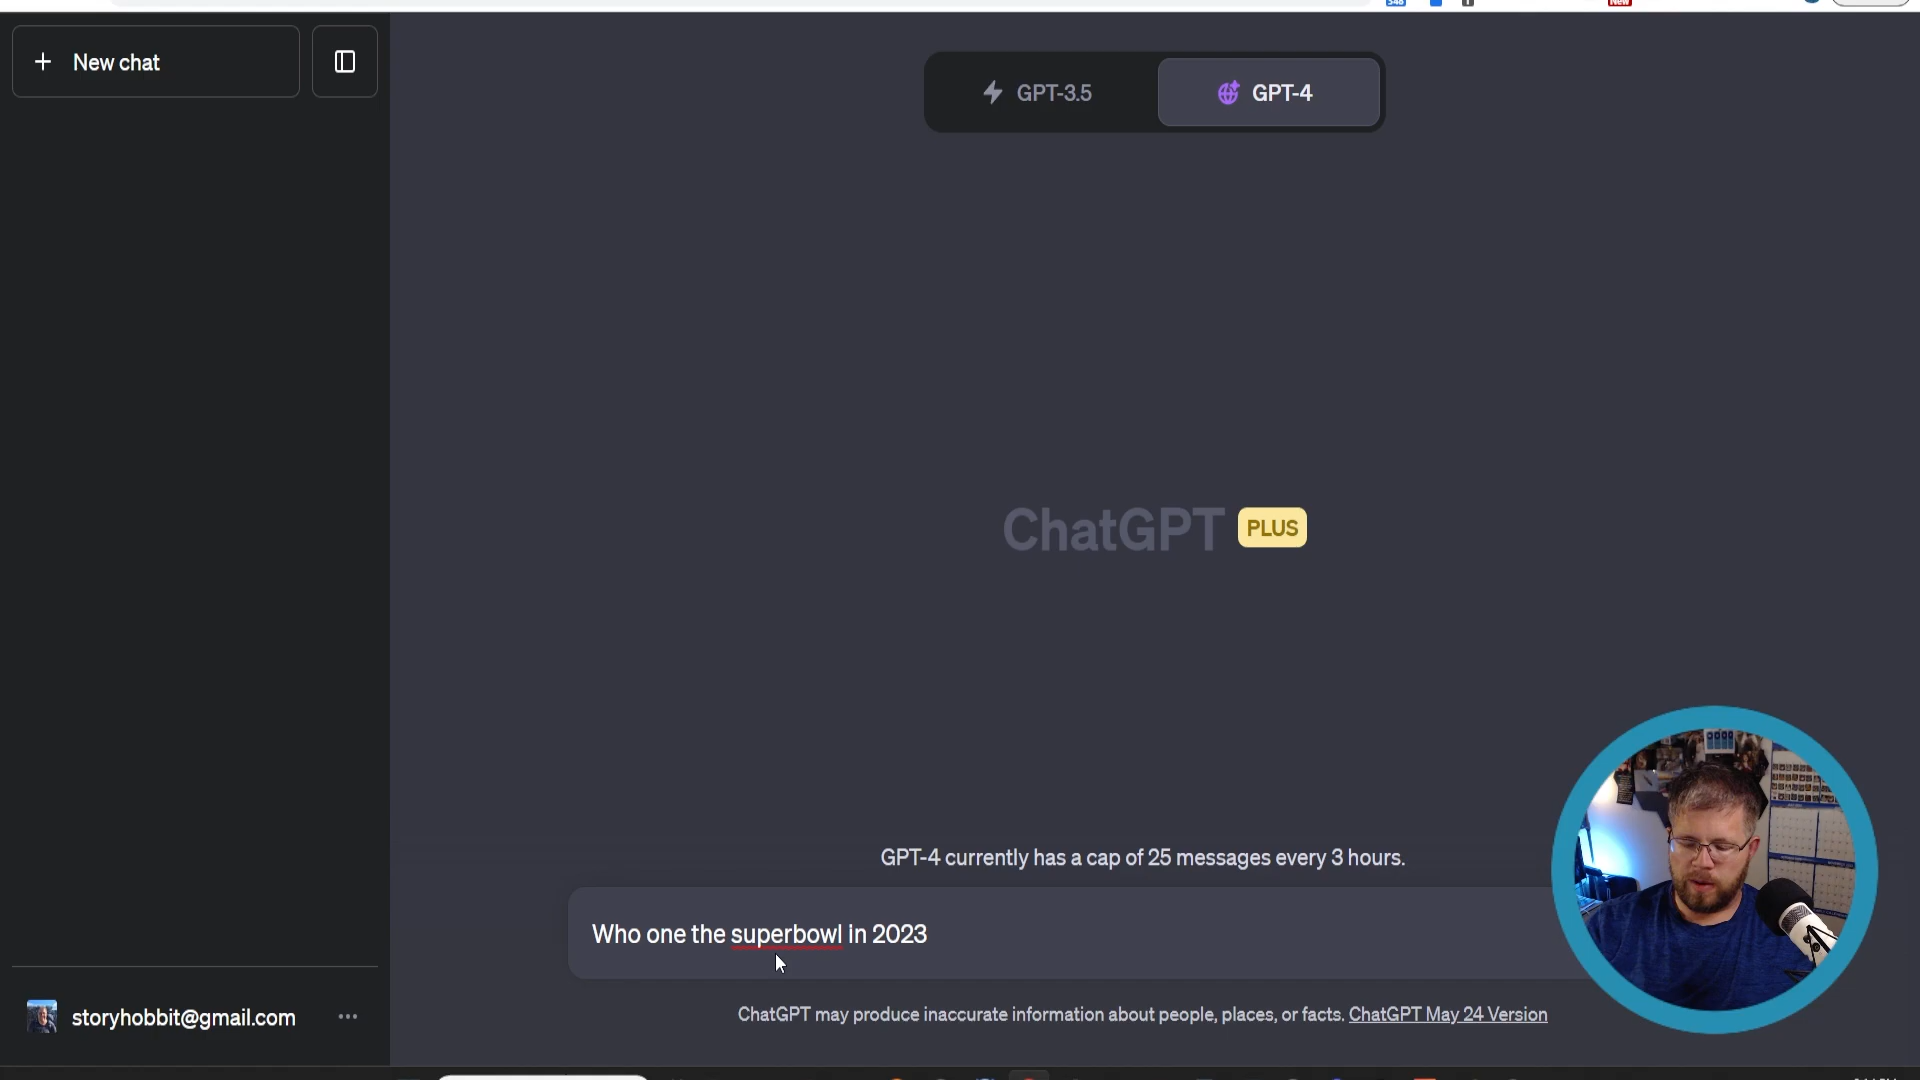 New
New chat
GPT-3.5
GPT-4
ChatGPT PLUS
GPT-4 currently has a cap of 25 messages every 3 hours.
Who one the superbowl in 2023
storyhobbit@gmail.com
ChatGPT may produce inaccurate information about people, places, or facts. ChatGPT May 24 Version